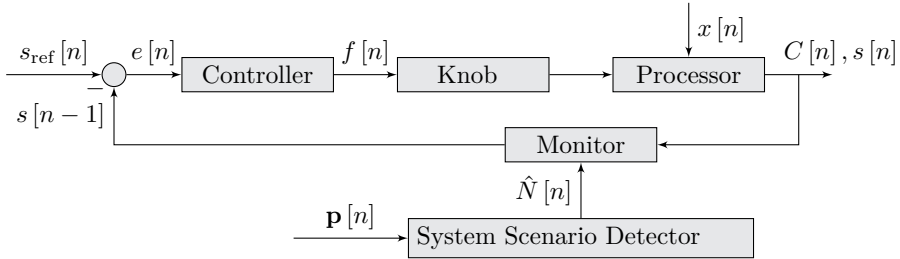 s_ref [n]
e [n]
Controller
f [n]
Knob
x [n]
Processor
C [n] , s [n]
−
s [n − 1]
Monitor
N̂ [n]
p [n]
System Scenario Detector